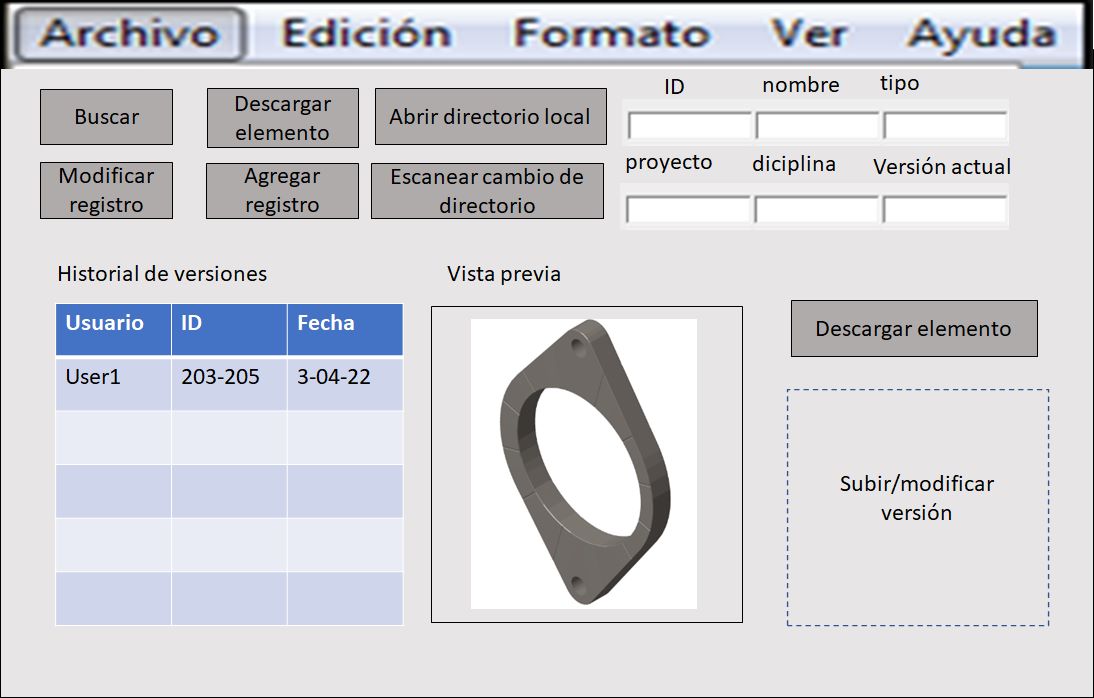 Archivo Edición Formato Ver Ayuda
ID nombre tipo
Buscar
Descargar
elemento
Abrir directorio local
proyecto diciplina Versión actual
Modificar
registro
Agregar
registro
Escanear cambio de
directorio
Historial de versiones
Vista previa
Usuario ID Fecha
User1 203-205 3-04-22
Descargar elemento
Subir/modificar
versión